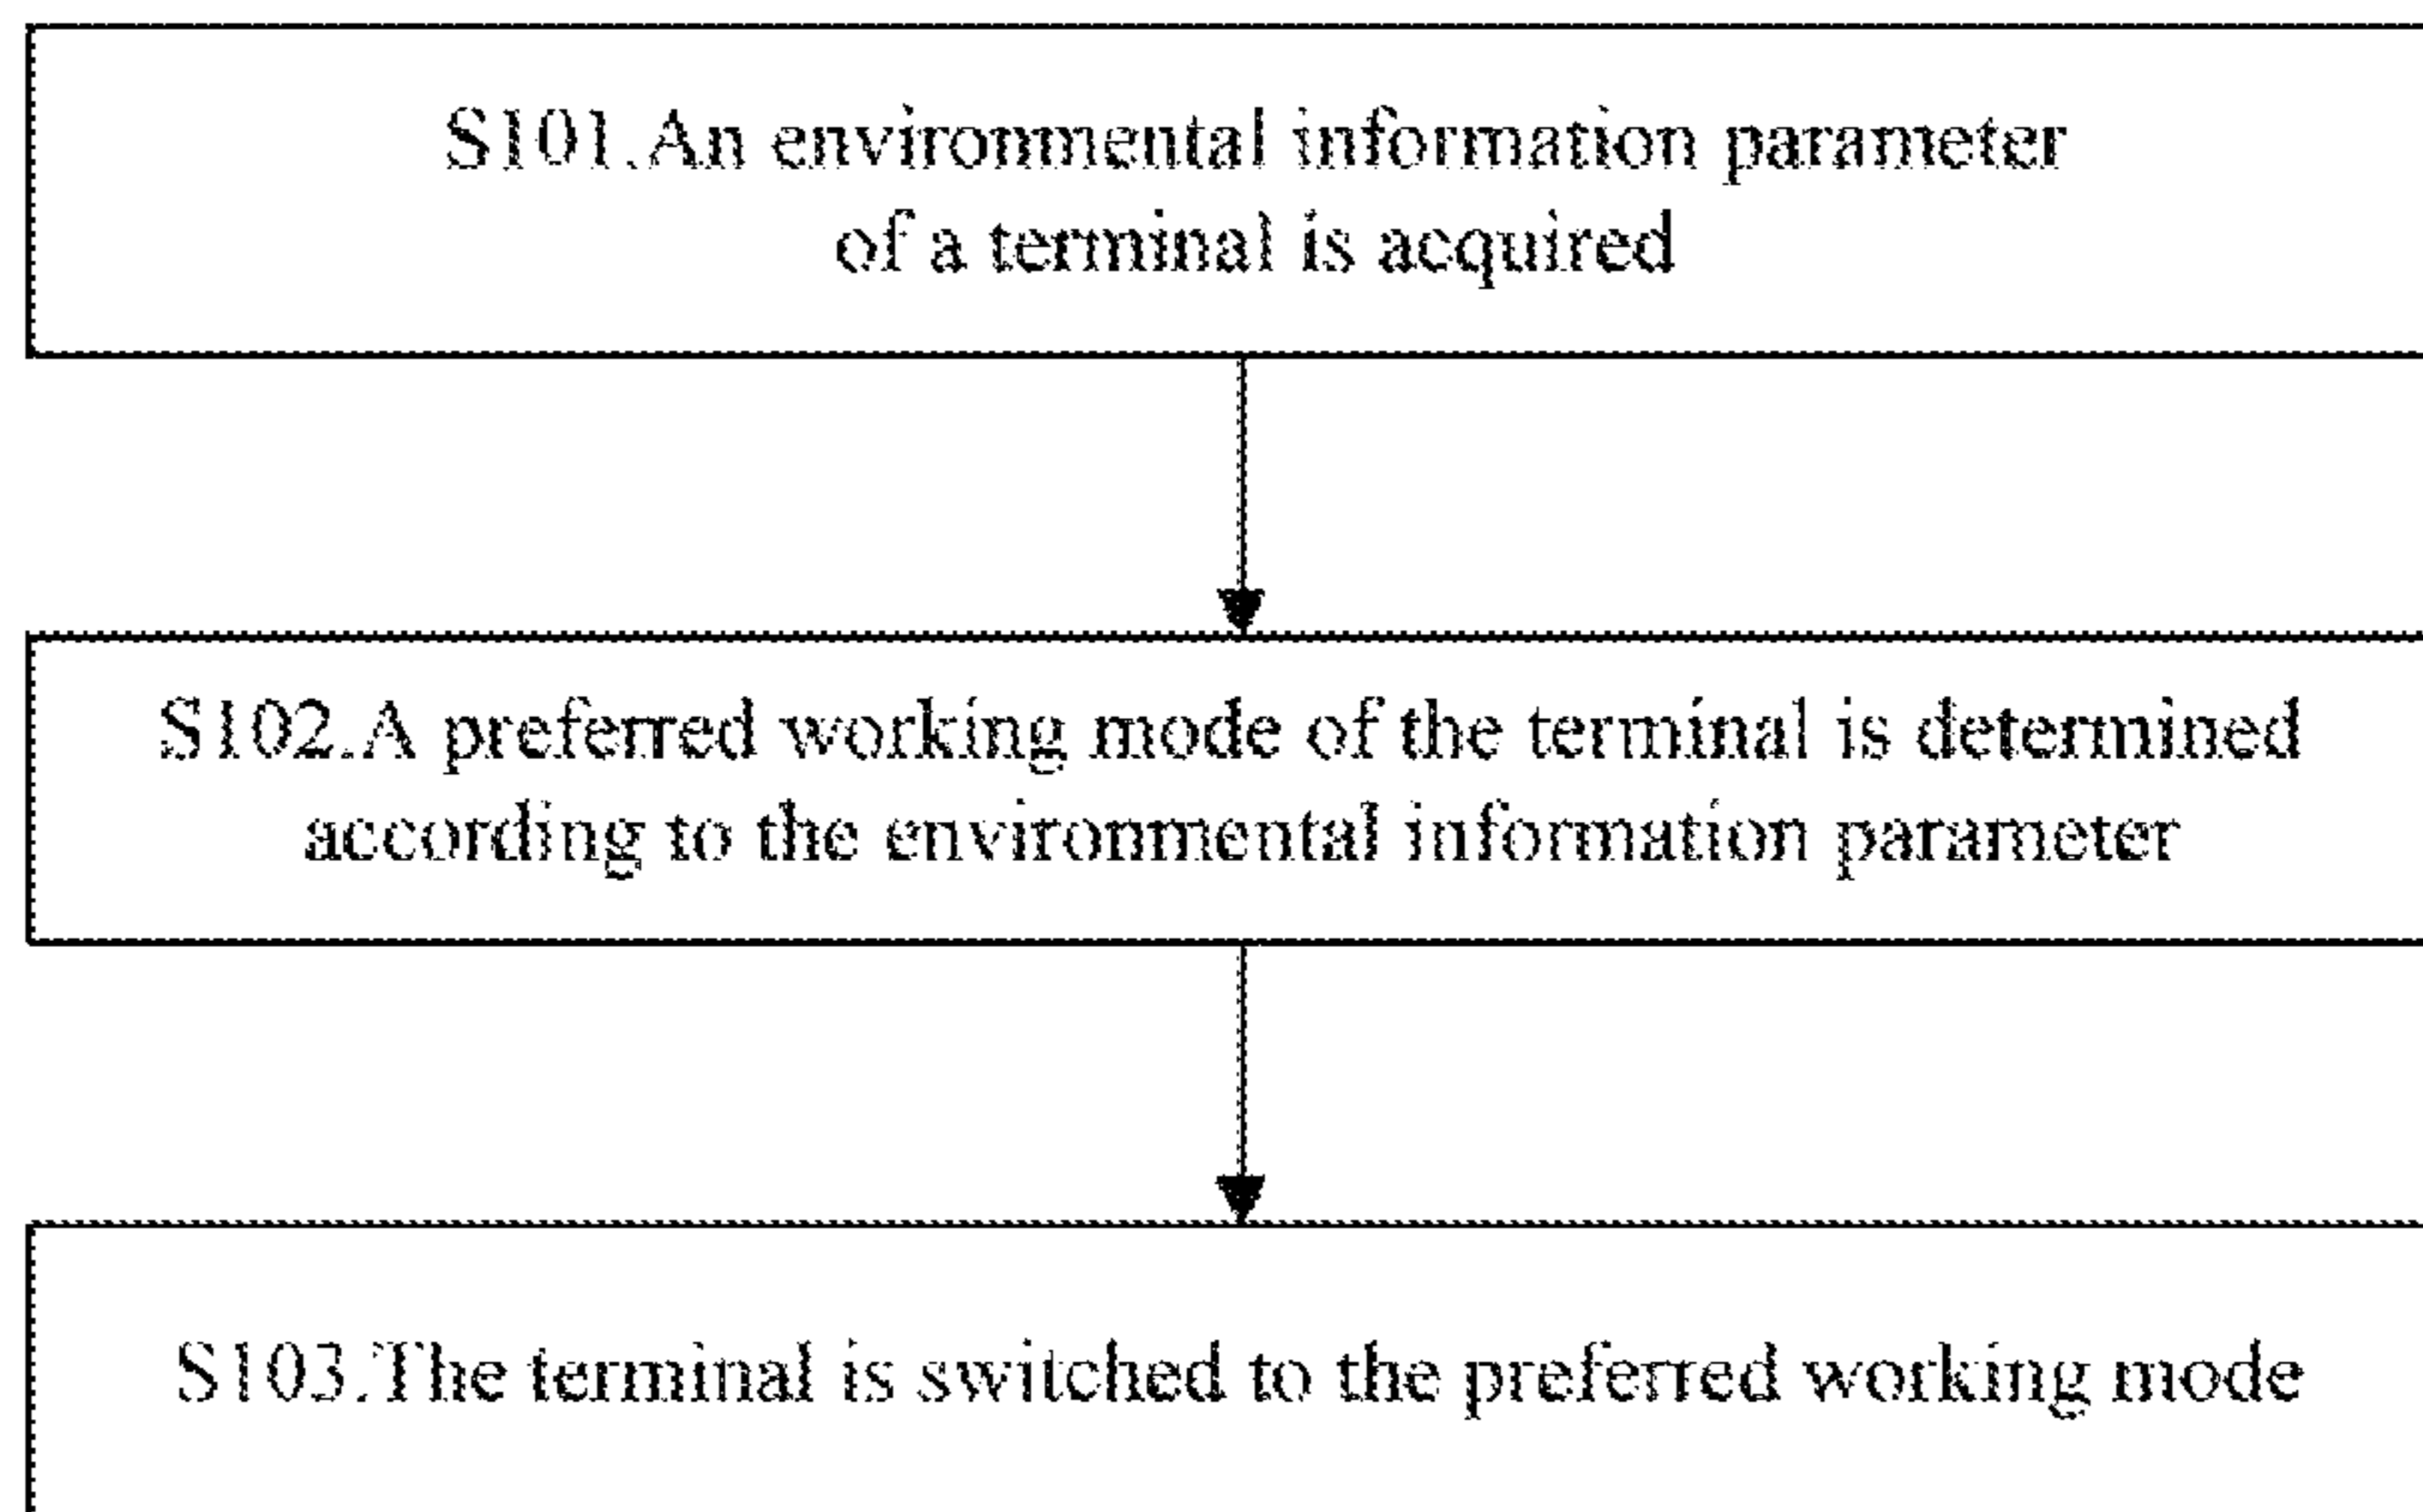 S101.An environmental information parameter
of a terminal is acquired
S102.A preferred working mode of the terminal is determined
according to the environmental information parameter
S103.The terminal is switched to the preferred working mode